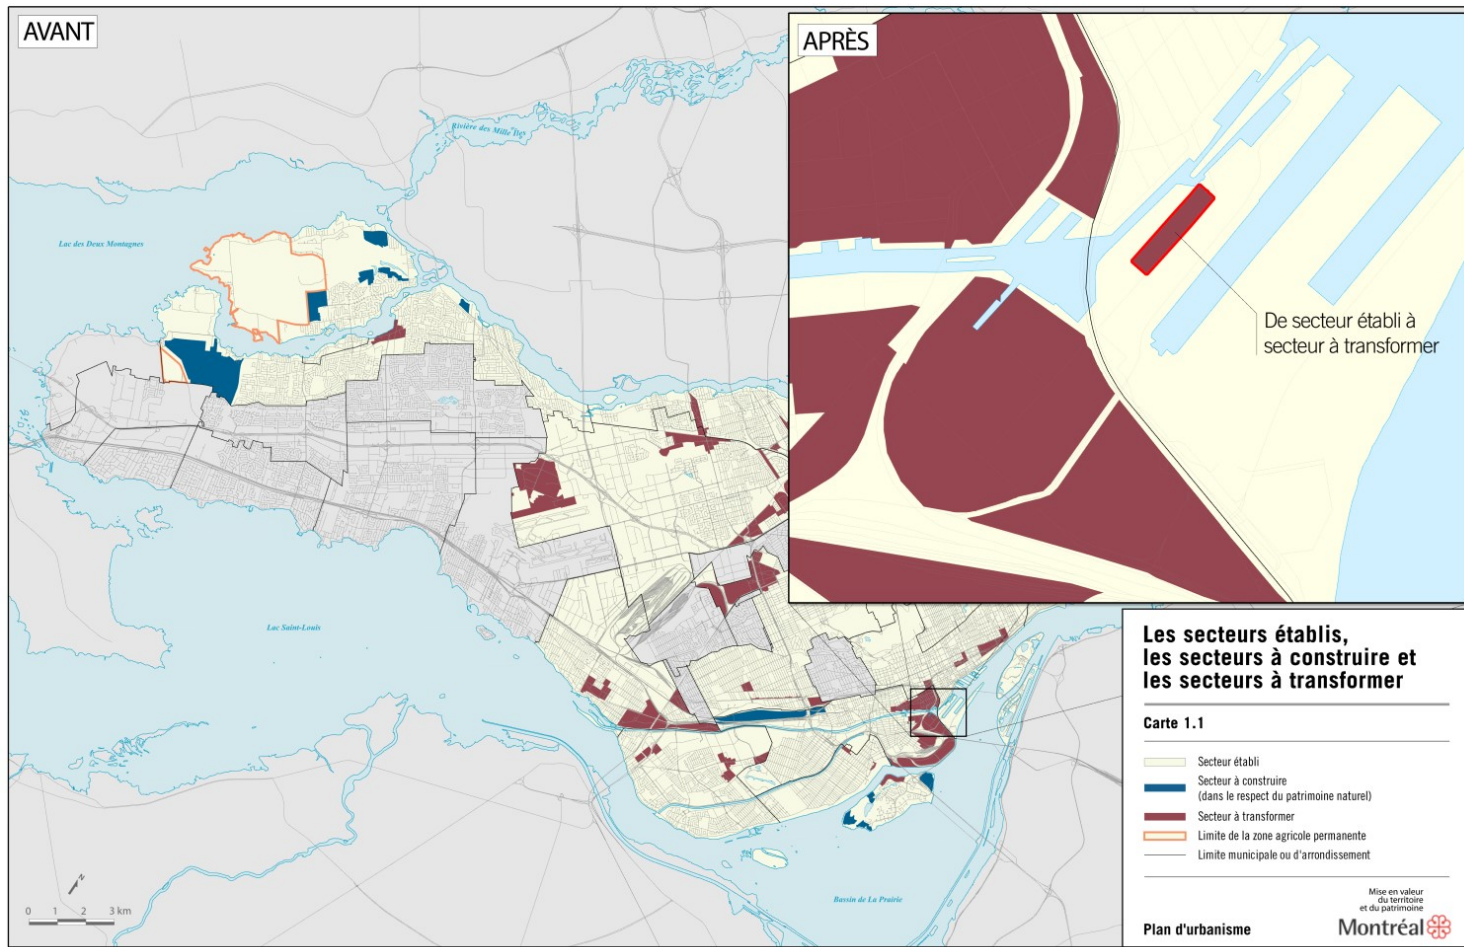 AVANT
APRÈS
Rivière des Mille Îles
Lac des Deux Montagnes
De secteur établi à
secteur à transformer
Lac Saint-Louis
Bassin de La Prairie
N
0 1 2 3 km
Les secteurs établis,
les secteurs à construire et
les secteurs à transformer
Carte 1.1
Secteur établi
Secteur à construire
(dans le respect du patrimoine naturel)
Secteur à transformer
Limite de la zone agricole permanente
Limite municipale ou d'arrondissement
Plan d'urbanisme
Mise en valeur
du territoire
et du patrimoine
Montréal